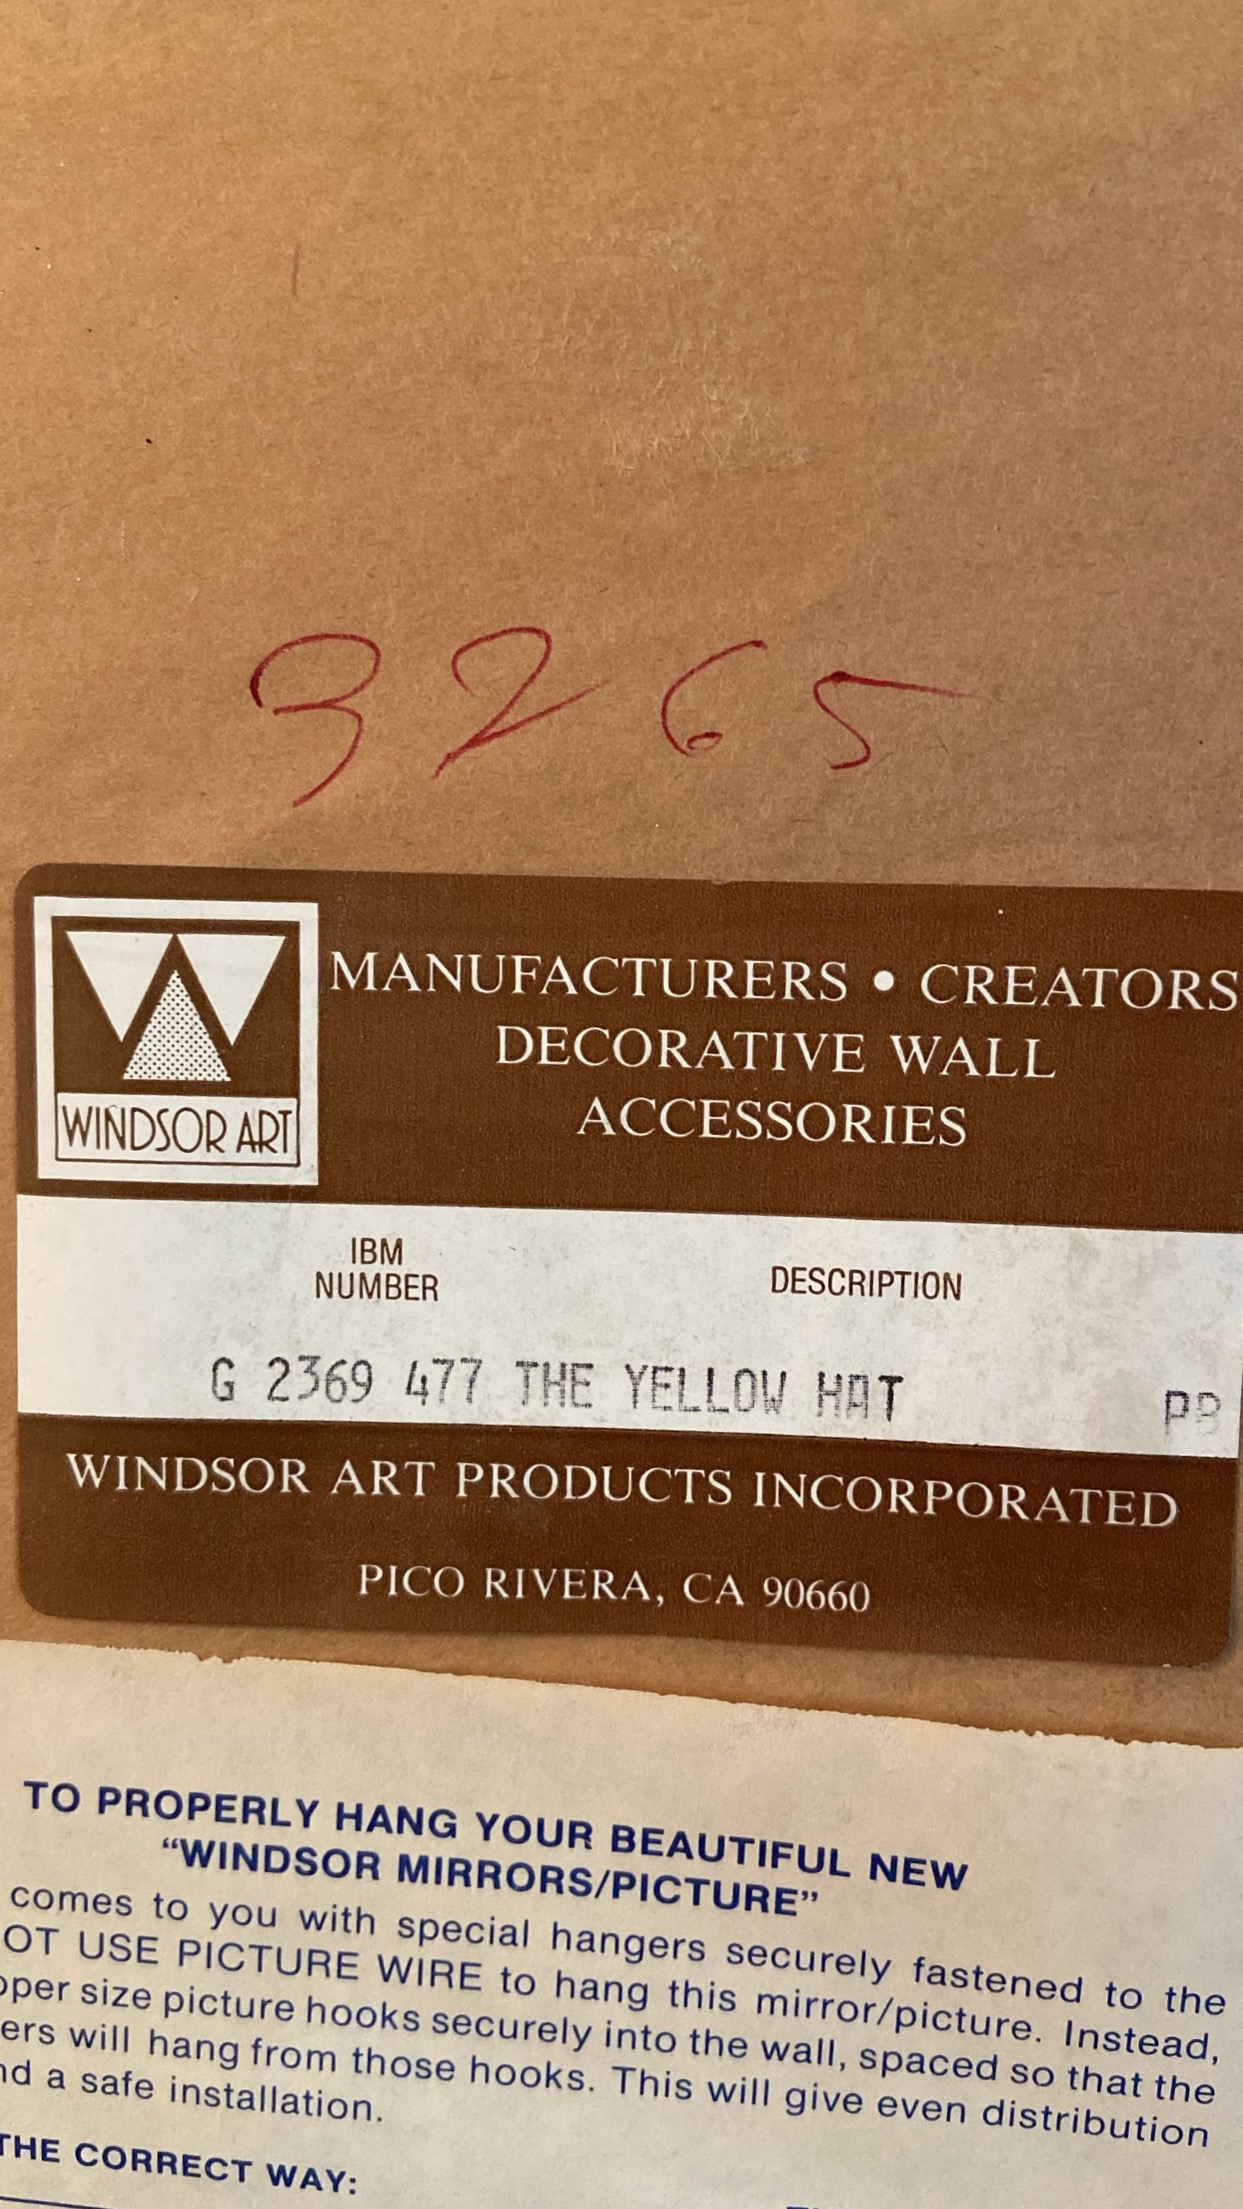 3265
MANUFACTURERS • CREATORS
DECORATIVE WALL
ACCESSORIES
WINDSOR ART
IBM
NUMBER
DESCRIPTION
G 2369 477 THE YELLOW HAT
WINDSOR ART PRODUCTS INCORPORATED
PICO RIVERA, CA 90660
TO PROPERLY HANG YOUR BEAUTIFUL NEW
“WINDSOR MIRRORS/PICTURE”
comes to you with special hangers securely fastened to the
OT USE PICTURE WIRE to hang this mirror/picture. Instead,
oper size picture hooks securely into the wall, spaced so that the
ers will hang from those hooks. This will give even distribution
nd a safe installation.
THE CORRECT WAY: